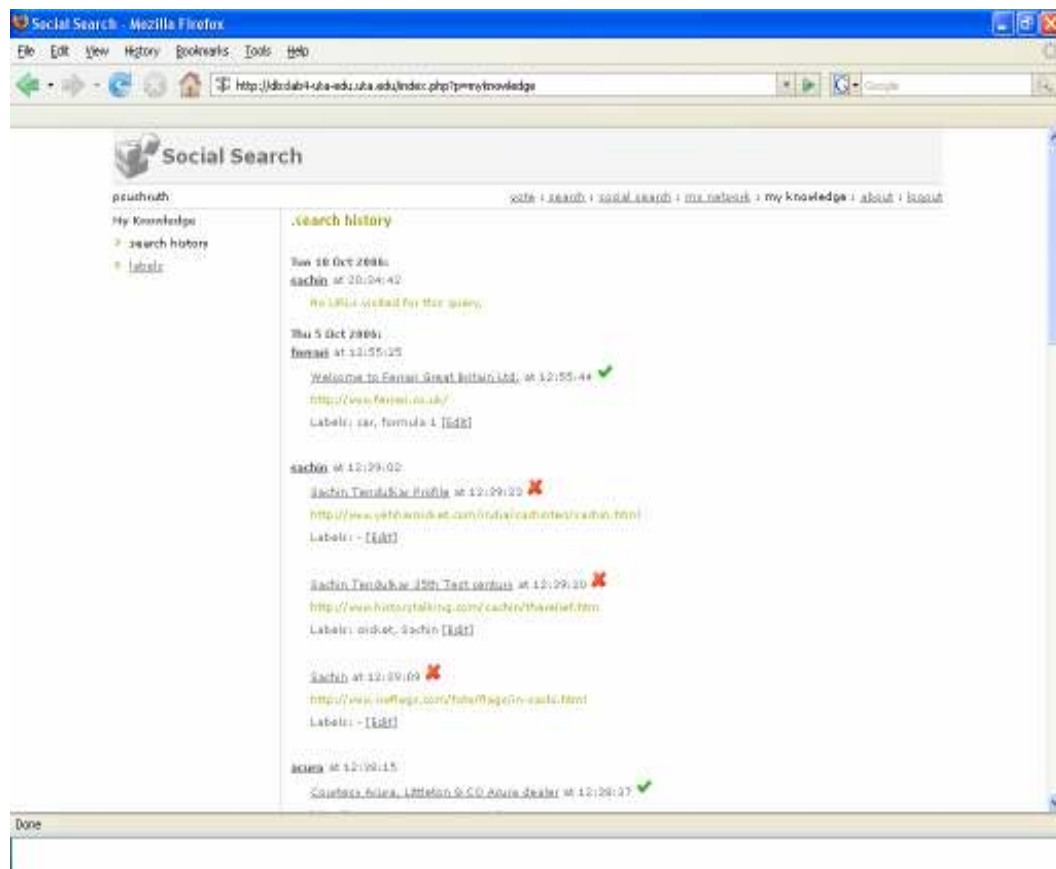 Social Search - Mozilla Firefox
File Edit View History Bookmarks Tools Help
Google
Social Search
vote : search : social search : my network : my knowledge : about : logout
My Knowledge
.search history
search history
labels
Tue 10 Oct 2006:
sachin at 20:34:42
No URLs visited for this query.
Thu 5 Oct 2006:
ferrari at 12:55:25
Welcome to Ferrari Great Britain Ltd. at 12:55:44
http://www.ferrari.co.uk/
Labels: car, formula 1 [Edit]
sachin at 12:39:02
Sachin Tendulkar Profile at 12:39:23
Labels: - [Edit]
Sachin Tendulkar 35th Test century at 12:39:20
Labels: cricket, Sachin [Edit]
Sachin at 12:39:09
Labels: - [Edit]
acura at 12:38:15
Courtesy Acura, Littleton & CO Acura dealer at 12:38:37
Done